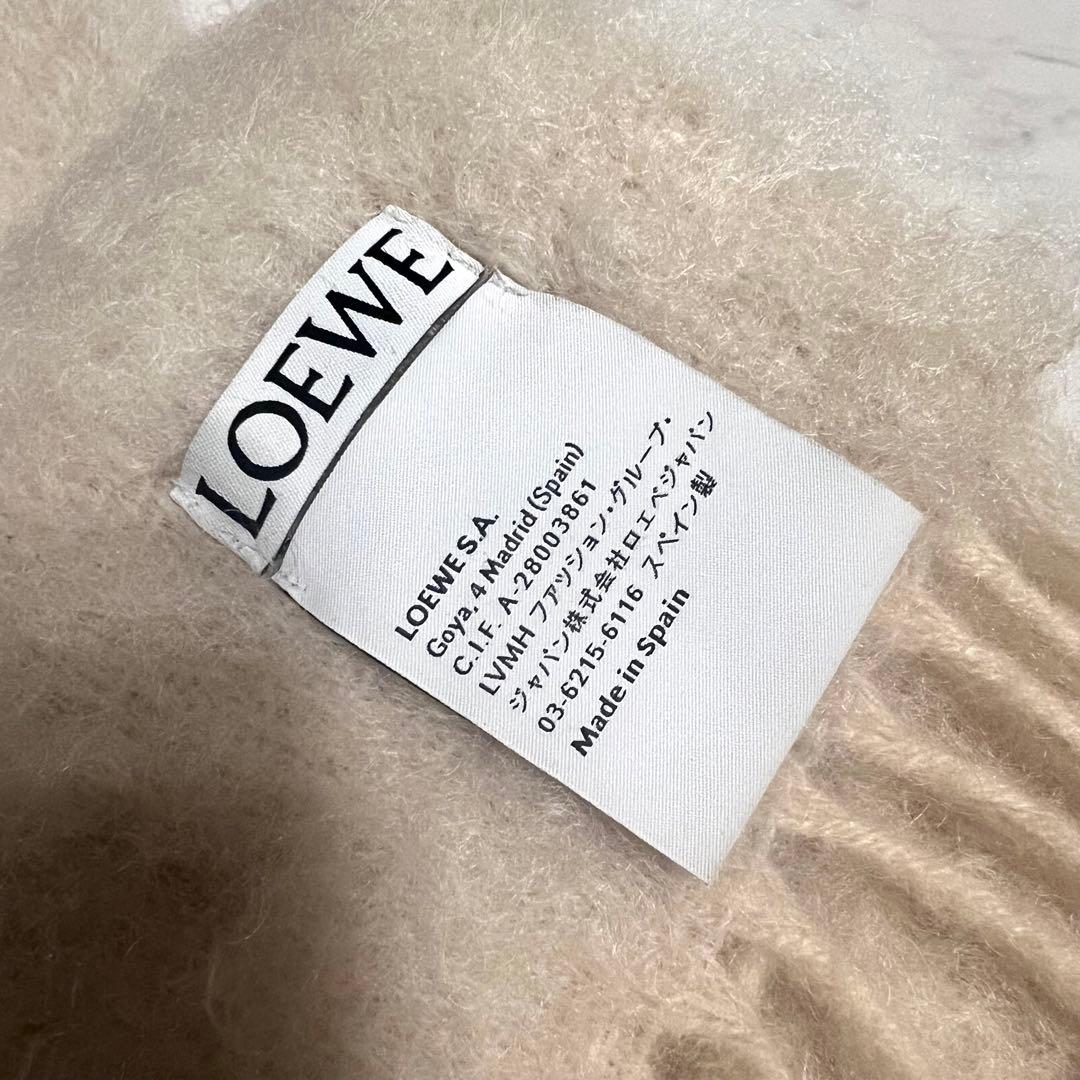 LOEWE
LOEWE S.A.
Goya, 4 Madrid (Spain)
C.I.F. A-28003861
LVMH ファッション・グループ・
ジャパン株式会社ロエベジャパン
03-6215-6116 スペイン製
Made in Spain